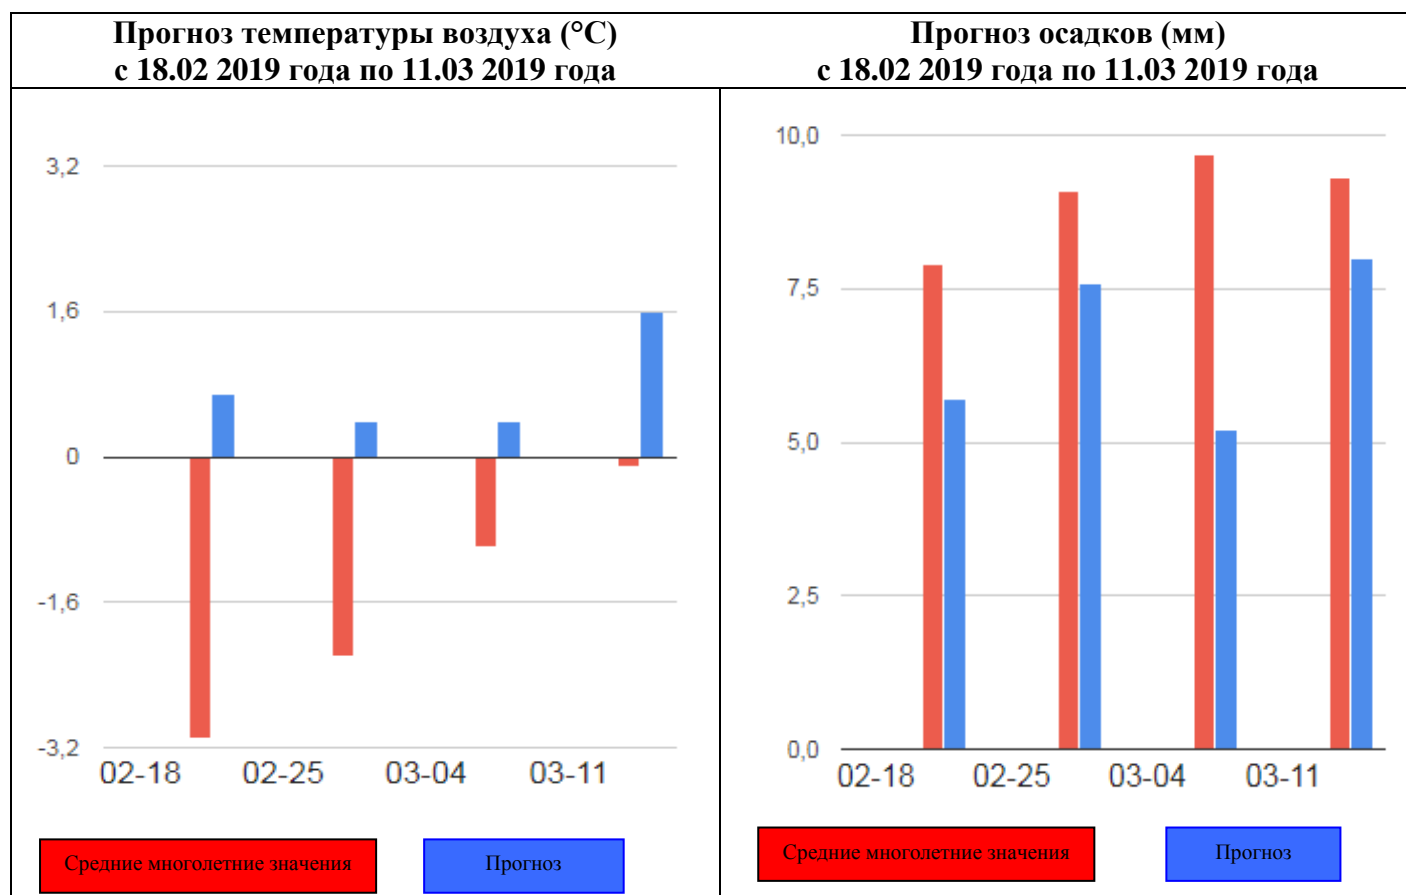 Прогноз температуры воздуха (°С)
с 18.02 2019 года по 11.03 2019 года
Прогноз осадков (мм)
с 18.02 2019 года по 11.03 2019 года
3,2
1,6
0
-1,6
-3,2
02-18 02-25 03-04 03-11
Средние многолетние значения
Прогноз
10,0
7,5
5,0
2,5
0,0
02-18 02-25 03-04 03-11
Средние многолетние значения
Прогноз